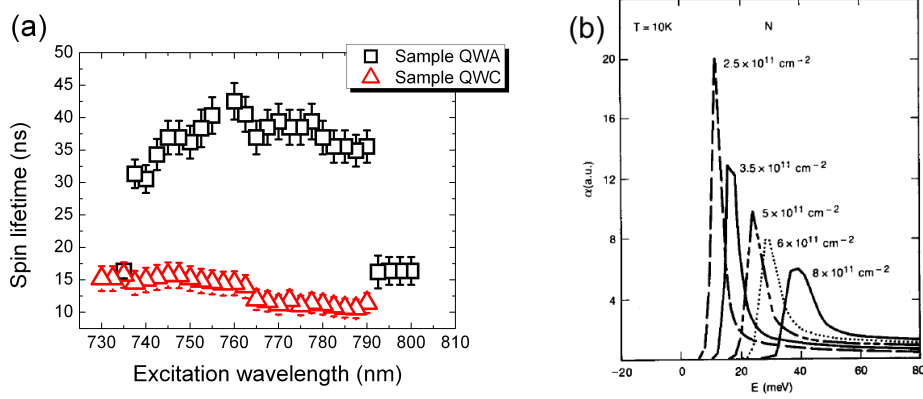 (a)
Sample QWA
Sample QWC
Spin lifetime (ns)
50
45
40
35
30
25
20
15
10
730 740 750 760 770 780 790 800 810
Excitation wavelength (nm)
(b)
T = 10K N
2.5 × 10¹¹ cm⁻²
3.5 × 10¹¹ cm⁻²
5 × 10¹¹ cm⁻²
6 × 10¹¹ cm⁻²
8 × 10¹¹ cm⁻²
α(a.u.)
20
16
12
8
4
−20 0 20 40 60 80
E (meV)